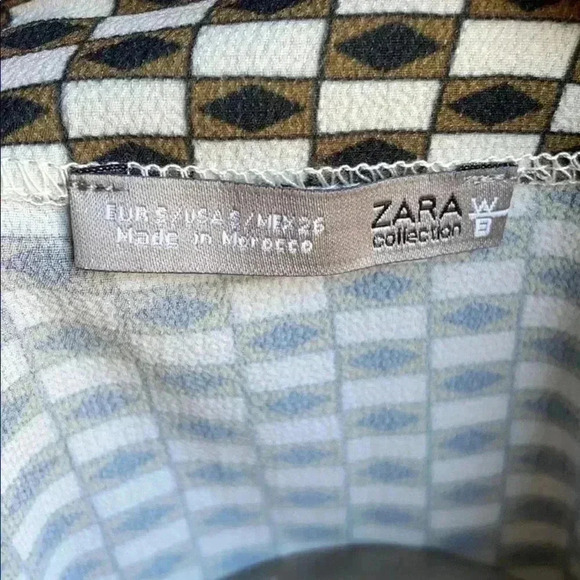 EUR S / USA S / MEX 26
Made in Morocco
ZARA
collection
W
B